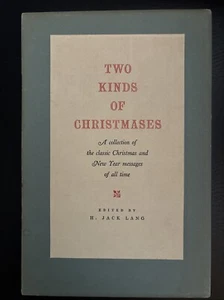 TWO
KINDS
OF
CHRISTMASES
A collection of
the classic Christmas and
New Year messages
of all time
EDITED BY
H. JACK LANG